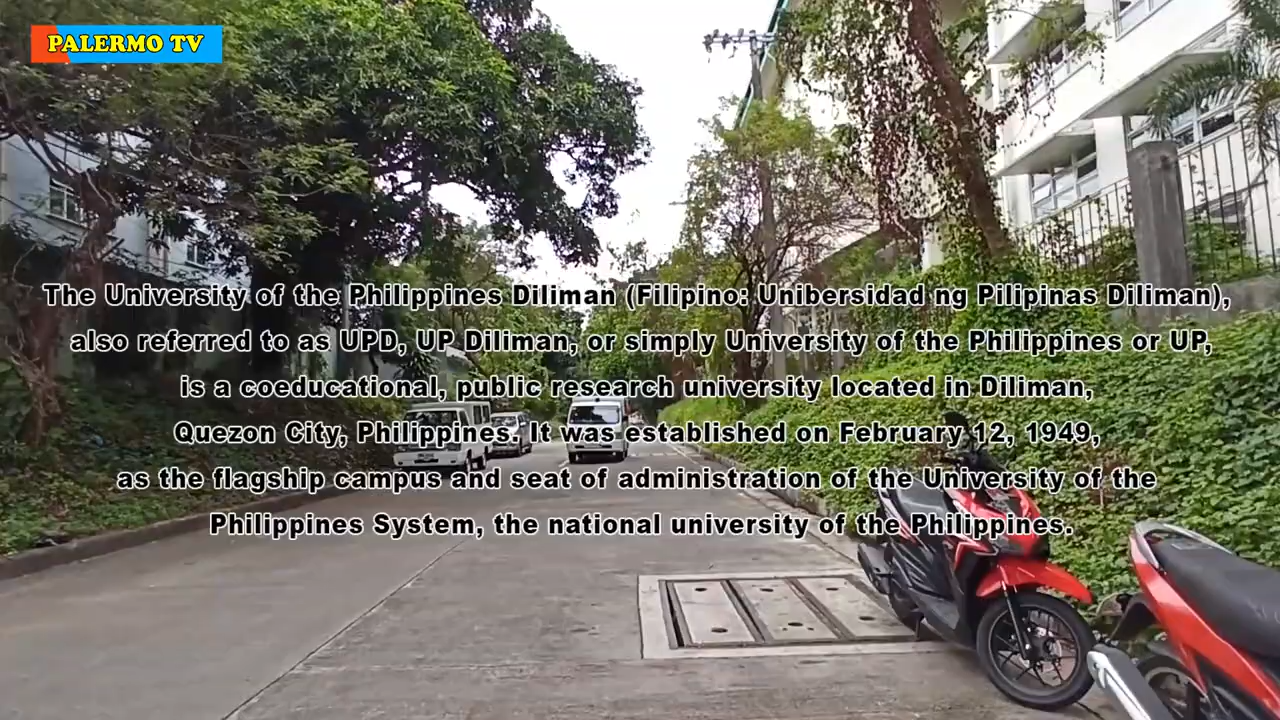 PALERMO TV
The University of the Philippines Diliman (Filipino: Unibersidad ng Pilipinas Diliman),
also referred to as UPD, UP Diliman, or simply University of the Philippines or UP,
is a coeducational, public research university located in Diliman,
Quezon City, Philippines. It was established on February 12, 1949,
as the flagship campus and seat of administration of the University of the
Philippines System, the national university of the Philippines.